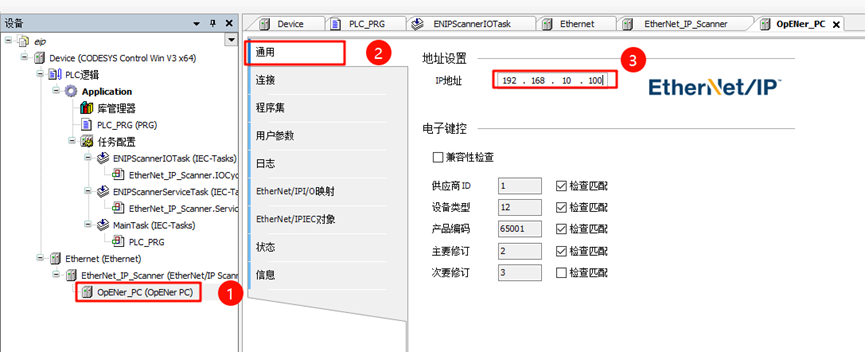 设备
eip
Device (CODESYS Control Win V3 x64)
PLC逻辑
Application
库管理器
PLC_PRG (PRG)
任务配置
ENIPScannerIOTask (IEC-Tasks)
EtherNet_IP_Scanner.IOCyc
ENIPScannerServiceTask (IEC-T
EtherNet_IP_Scanner.Servic
MainTask (IEC-Tasks)
PLC_PRG
Ethernet (Ethernet)
EtherNet_IP_Scanner (EtherNet/IP Scann
OpENer_PC (OpENer PC)
1
Device
PLC_PRG
ENIPScannerIOTask
Ethernet
EtherNet_IP_Scanner
OpENer_PC
通用
2
连接
程序集
用户参数
日志
EtherNet/IPI/O映射
EtherNet/IPIEC对象
状态
信息
地址设置
3
IP地址
192 . 168 . 10 . 100
EtherNet/IP™
电子键控
兼容性检查
供应商ID 1 检查匹配
设备类型 12 检查匹配
产品编码 65001 检查匹配
主要修订 2 检查匹配
次要修订 3 检查匹配